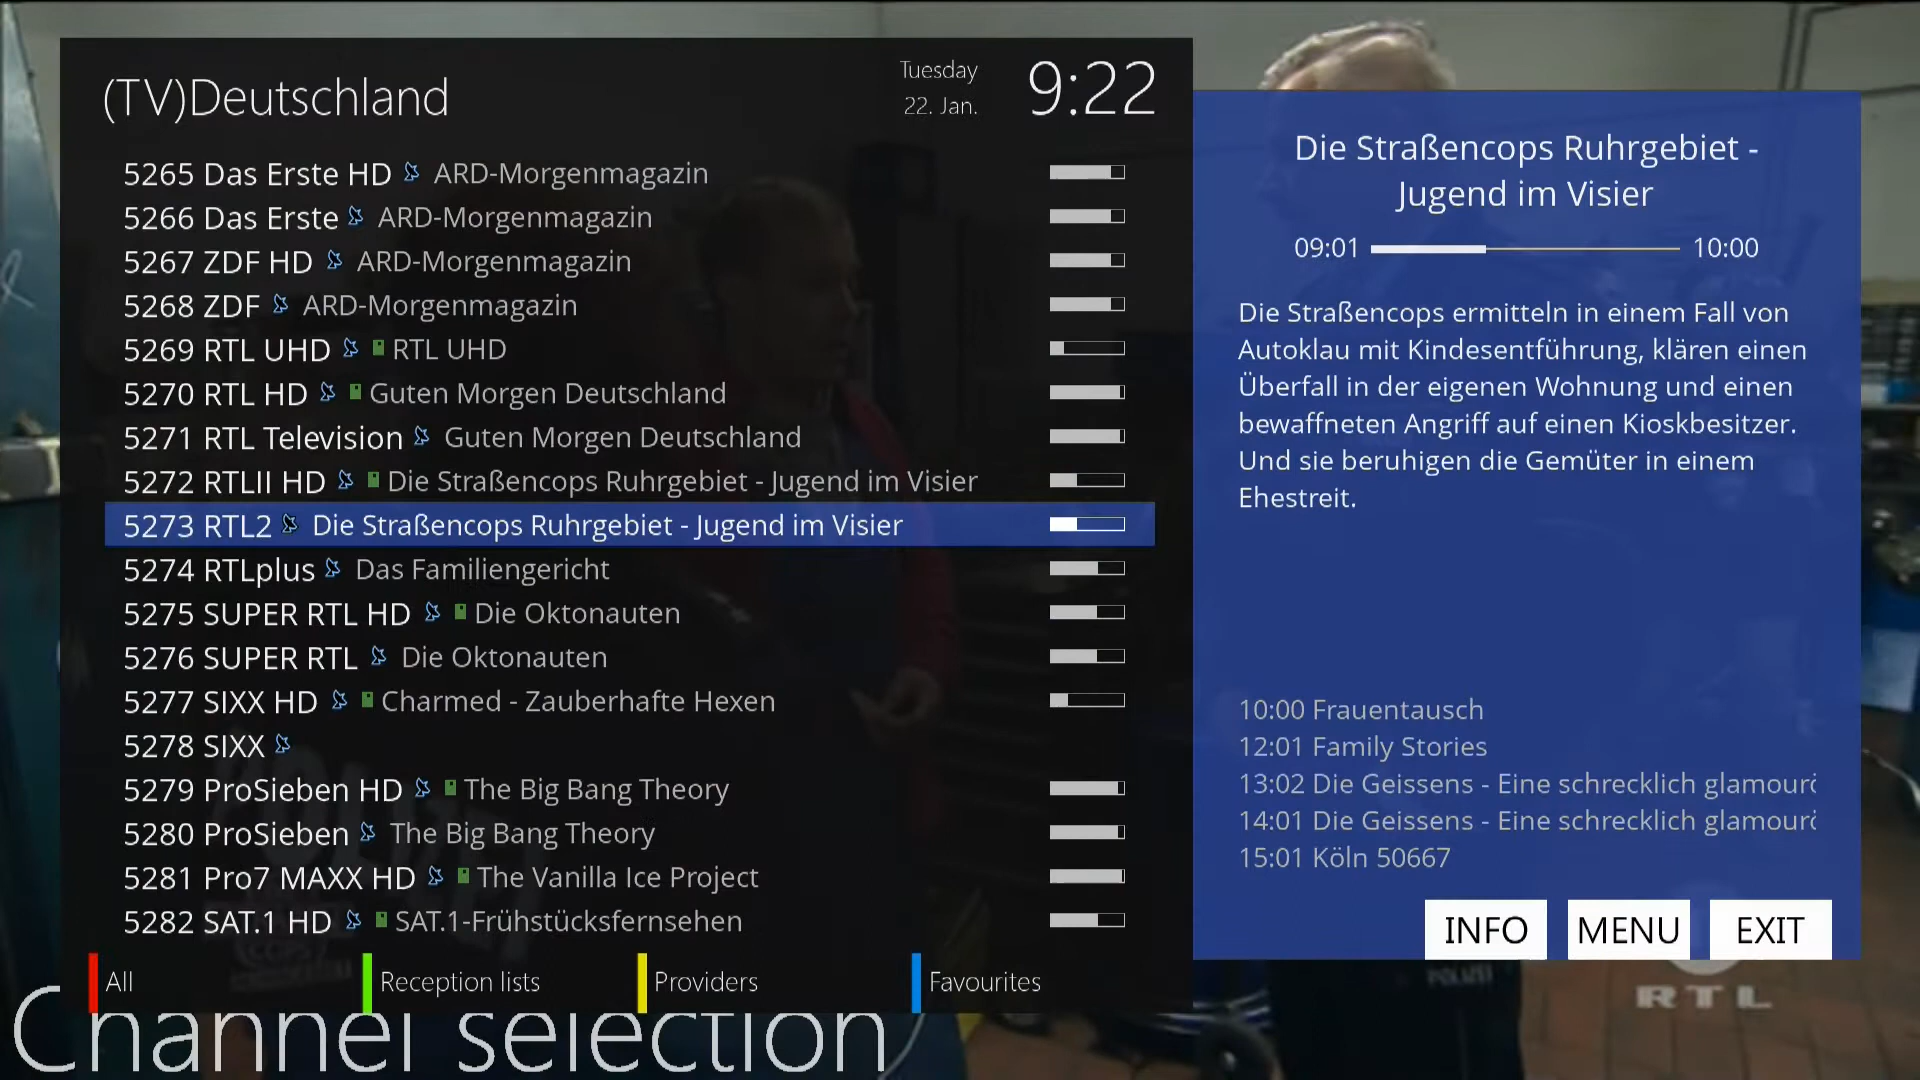 (TV)Deutschland
Tuesday
22. Jan.
9:22
5265 Das Erste HD ARD-Morgenmagazin
5266 Das Erste ARD-Morgenmagazin
5267 ZDF HD ARD-Morgenmagazin
5268 ZDF ARD-Morgenmagazin
5269 RTL UHD RTL UHD
5270 RTL HD Guten Morgen Deutschland
5271 RTL Television Guten Morgen Deutschland
5272 RTLII HD Die Straßencops Ruhrgebiet - Jugend im Visier
5273 RTL2 Die Straßencops Ruhrgebiet - Jugend im Visier
5274 RTLplus Das Familiengericht
5275 SUPER RTL HD Die Oktonauten
5276 SUPER RTL Die Oktonauten
5277 SIXX HD Charmed - Zauberhafte Hexen
5278 SIXX
5279 ProSieben HD The Big Bang Theory
5280 ProSieben The Big Bang Theory
5281 Pro7 MAXX HD The Vanilla Ice Project
5282 SAT.1 HD SAT.1-Frühstücksfernsehen
All
Reception lists
Providers
Favourites
Channel selection
Die Straßencops Ruhrgebiet -
Jugend im Visier
09:01
10:00
Die Straßencops ermitteln in einem Fall von
Autoklau mit Kindesentführung, klären einen
Überfall in der eigenen Wohnung und einen
bewaffneten Angriff auf einen Kioskbesitzer.
Und sie beruhigen die Gemüter in einem
Ehestreit.
10:00 Frauentausch
12:01 Family Stories
13:02 Die Geissens - Eine schrecklich glamourö
14:01 Die Geissens - Eine schrecklich glamourö
15:01 Köln 50667
INFO
MENU
EXIT
POLIZEI
RTL